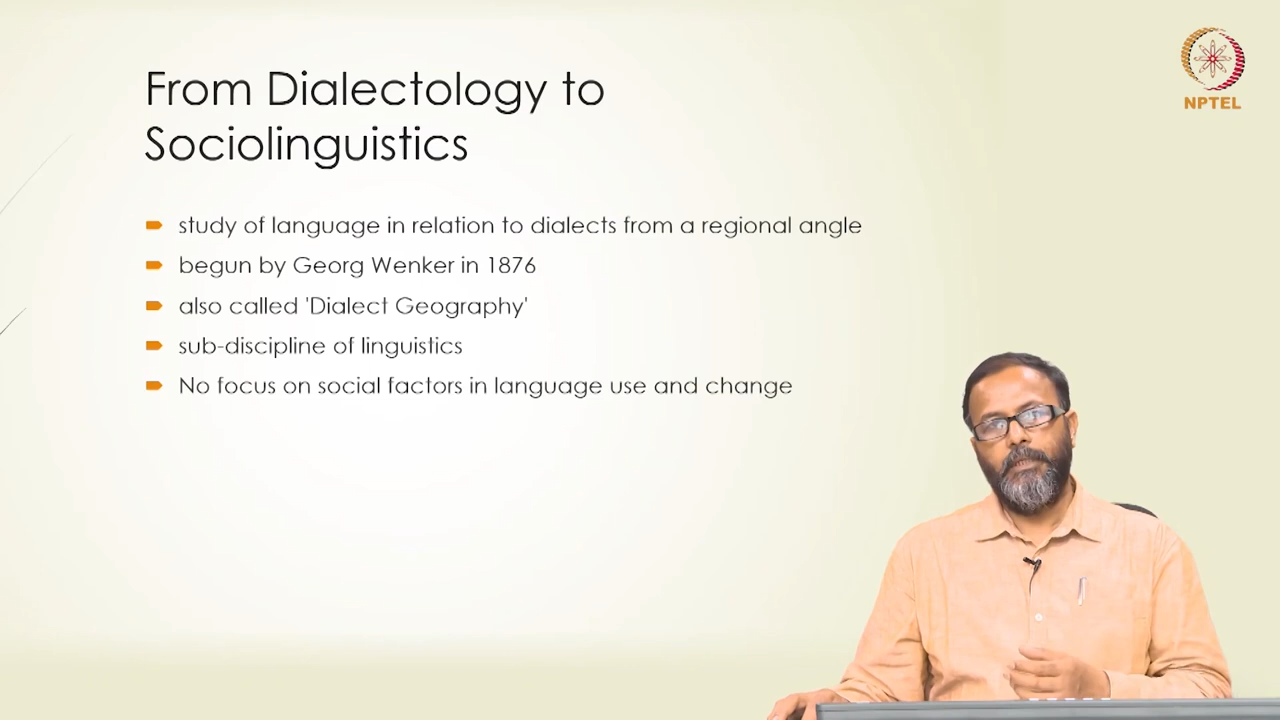 From Dialectology to
Sociolinguistics
study of language in relation to dialects from a regional angle
begun by Georg Wenker in 1876
also called 'Dialect Geography'
sub-discipline of linguistics
No focus on social factors in language use and change
NPTEL